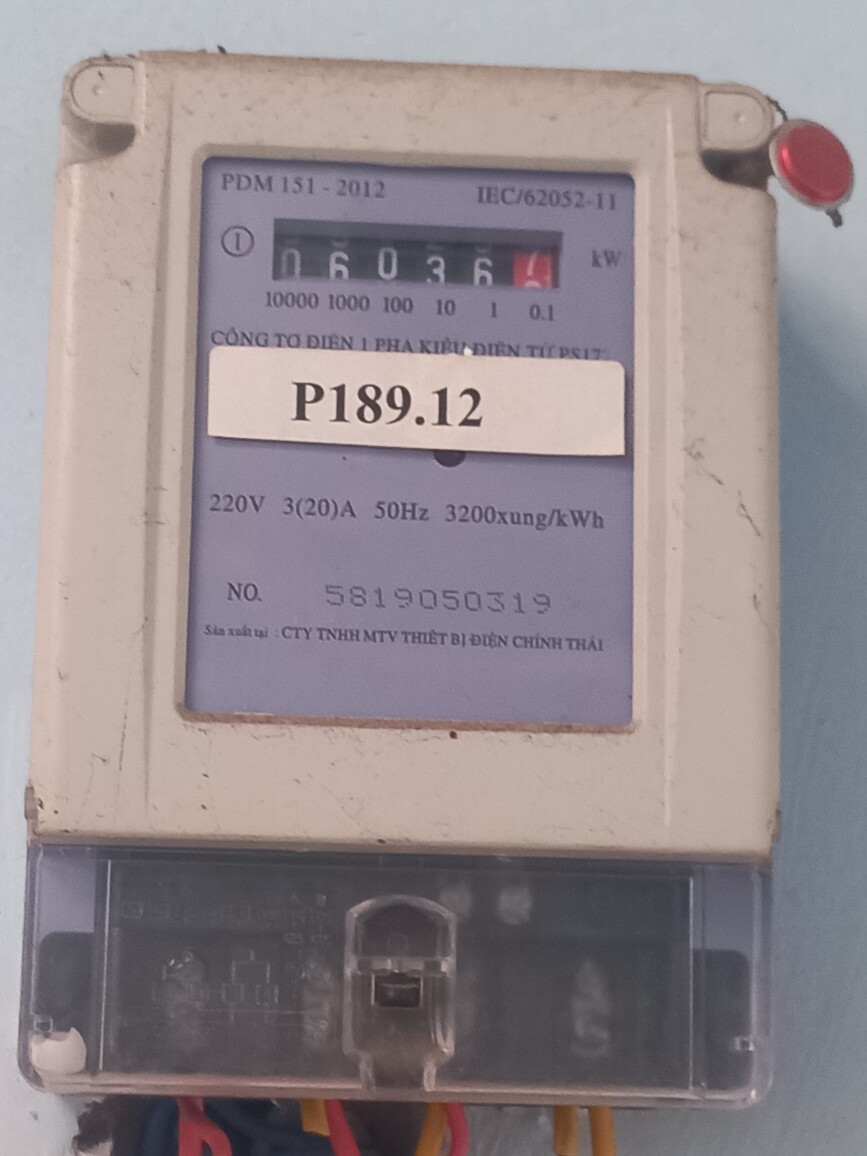 PDM 151 - 2012 IEC/62052-11
1 0 6 0 3 6 kW
10000 1000 100 10 1 0.1
CÔNG TƠ ĐIỆN 1 PHA KIỂU ĐIỆN TỬ PS17
P189.12
220V 3(20)A 50Hz 3200xung/kWh
NO. 5819050319
Sản xuất tại : CTY TNHH MTV THIẾT BỊ ĐIỆN CHÍNH THÁI